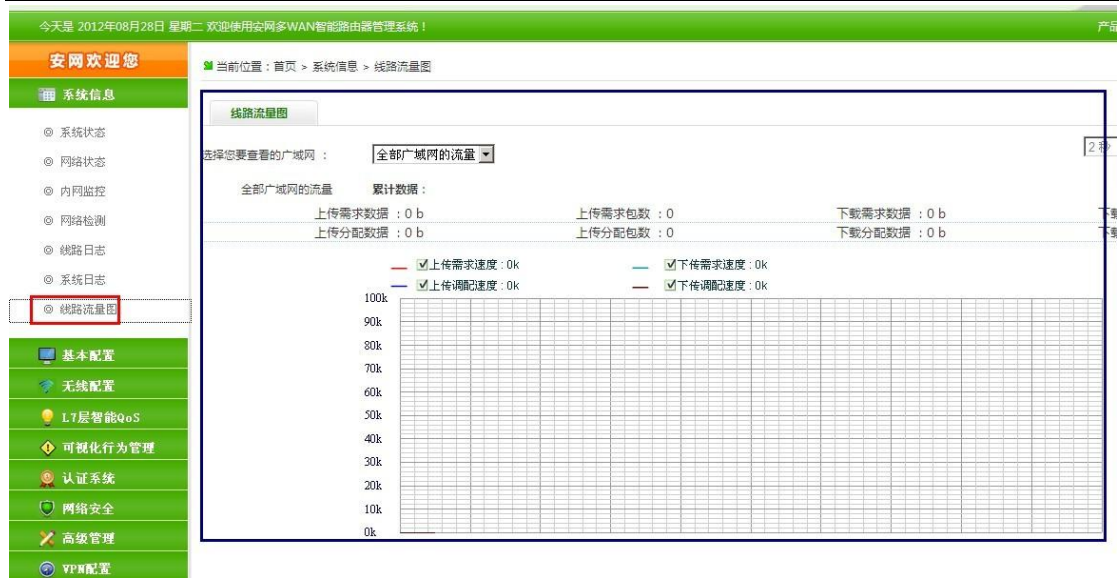 今天是 2012年08月28日 星期二 欢迎使用安网多WAN智能路由器管理系统！
安网欢迎您
系统信息
系统状态
网络状态
内网监控
网络检测
线路日志
系统日志
线路流量图
基本配置
无线配置
L7层智能QoS
可视化行为管理
认证系统
网络安全
高级管理
VPN配置
当前位置：首页 > 系统信息 > 线路流量图
线路流量图
选择您要查看的广域网 ： 全部广域网的流量 2秒
全部广域网的流量 累计数据：
上传需求数据 ：0 b 上传需求包数 ：0 下载需求数据 ：0 b
上传分配数据 ：0 b 上传分配包数 ：0 下载分配数据 ：0 b
上传需求速度：0k 下传需求速度：0k
上传调配速度：0k 下传调配速度：0k
100k
90k
80k
70k
60k
50k
40k
30k
20k
10k
0k